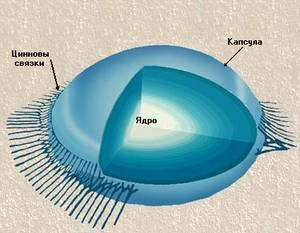 Капсула
Цинновы
связки
Ядро